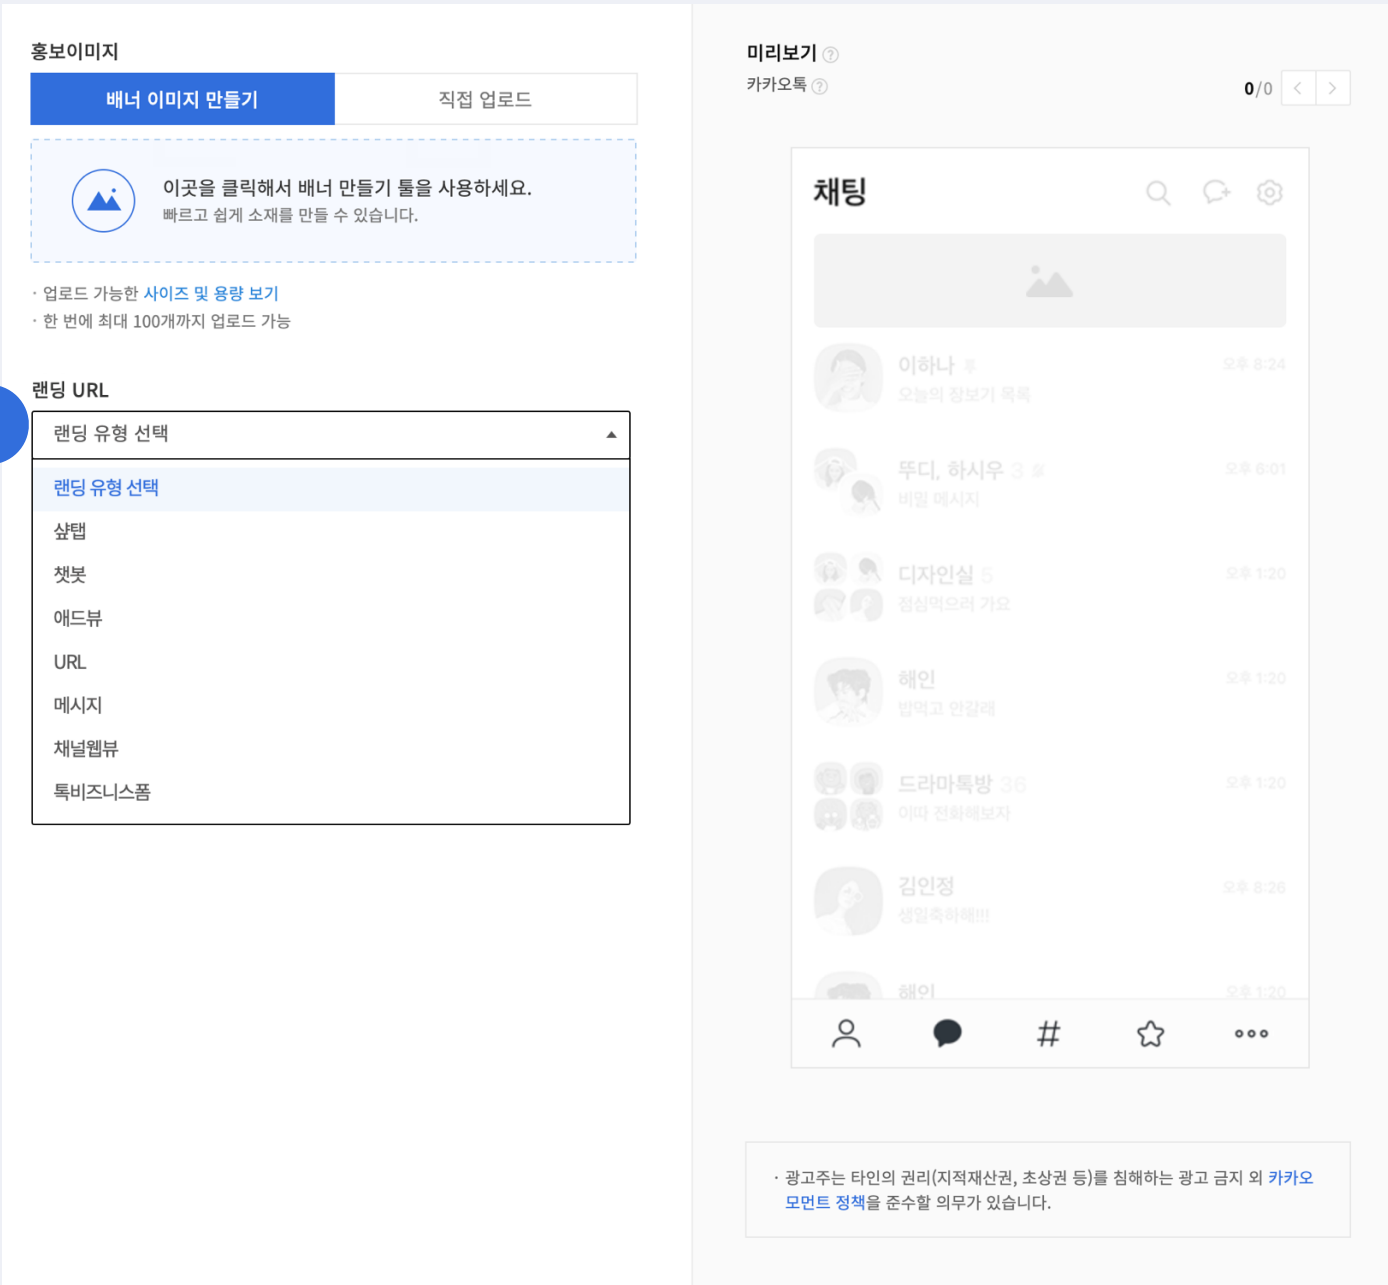 홍보이미지
배너 이미지 만들기
직접 업로드
이곳을 클릭해서 배너 만들기 툴을 사용하세요.
빠르고 쉽게 소재를 만들 수 있습니다.
· 업로드 가능한 사이즈 및 용량 보기
· 한 번에 최대 100개까지 업로드 가능
랜딩 URL
랜딩 유형 선택
랜딩 유형 선택
샾탭
챗봇
애드뷰
URL
메시지
채널웹뷰
톡비즈니스폼
미리보기 ?
카카오톡 ?
0/0
채팅
이하나
오후 8:24
오늘의 장보기 목록
뚜디, 하시우 3
오후 6:01
비밀 메시지
디자인실 5
오후 1:20
점심먹으러 가요
해인
오후 1:20
밥먹고 안갈래
드라마톡방 36
오후 1:20
이따 전화해보자
김인정
오후 8:26
생일축하해!!!
해인
오후 1:20
· 광고주는 타인의 권리(지적재산권, 초상권 등)를 침해하는 광고 금지 외 카카오
모먼트 정책을 준수할 의무가 있습니다.